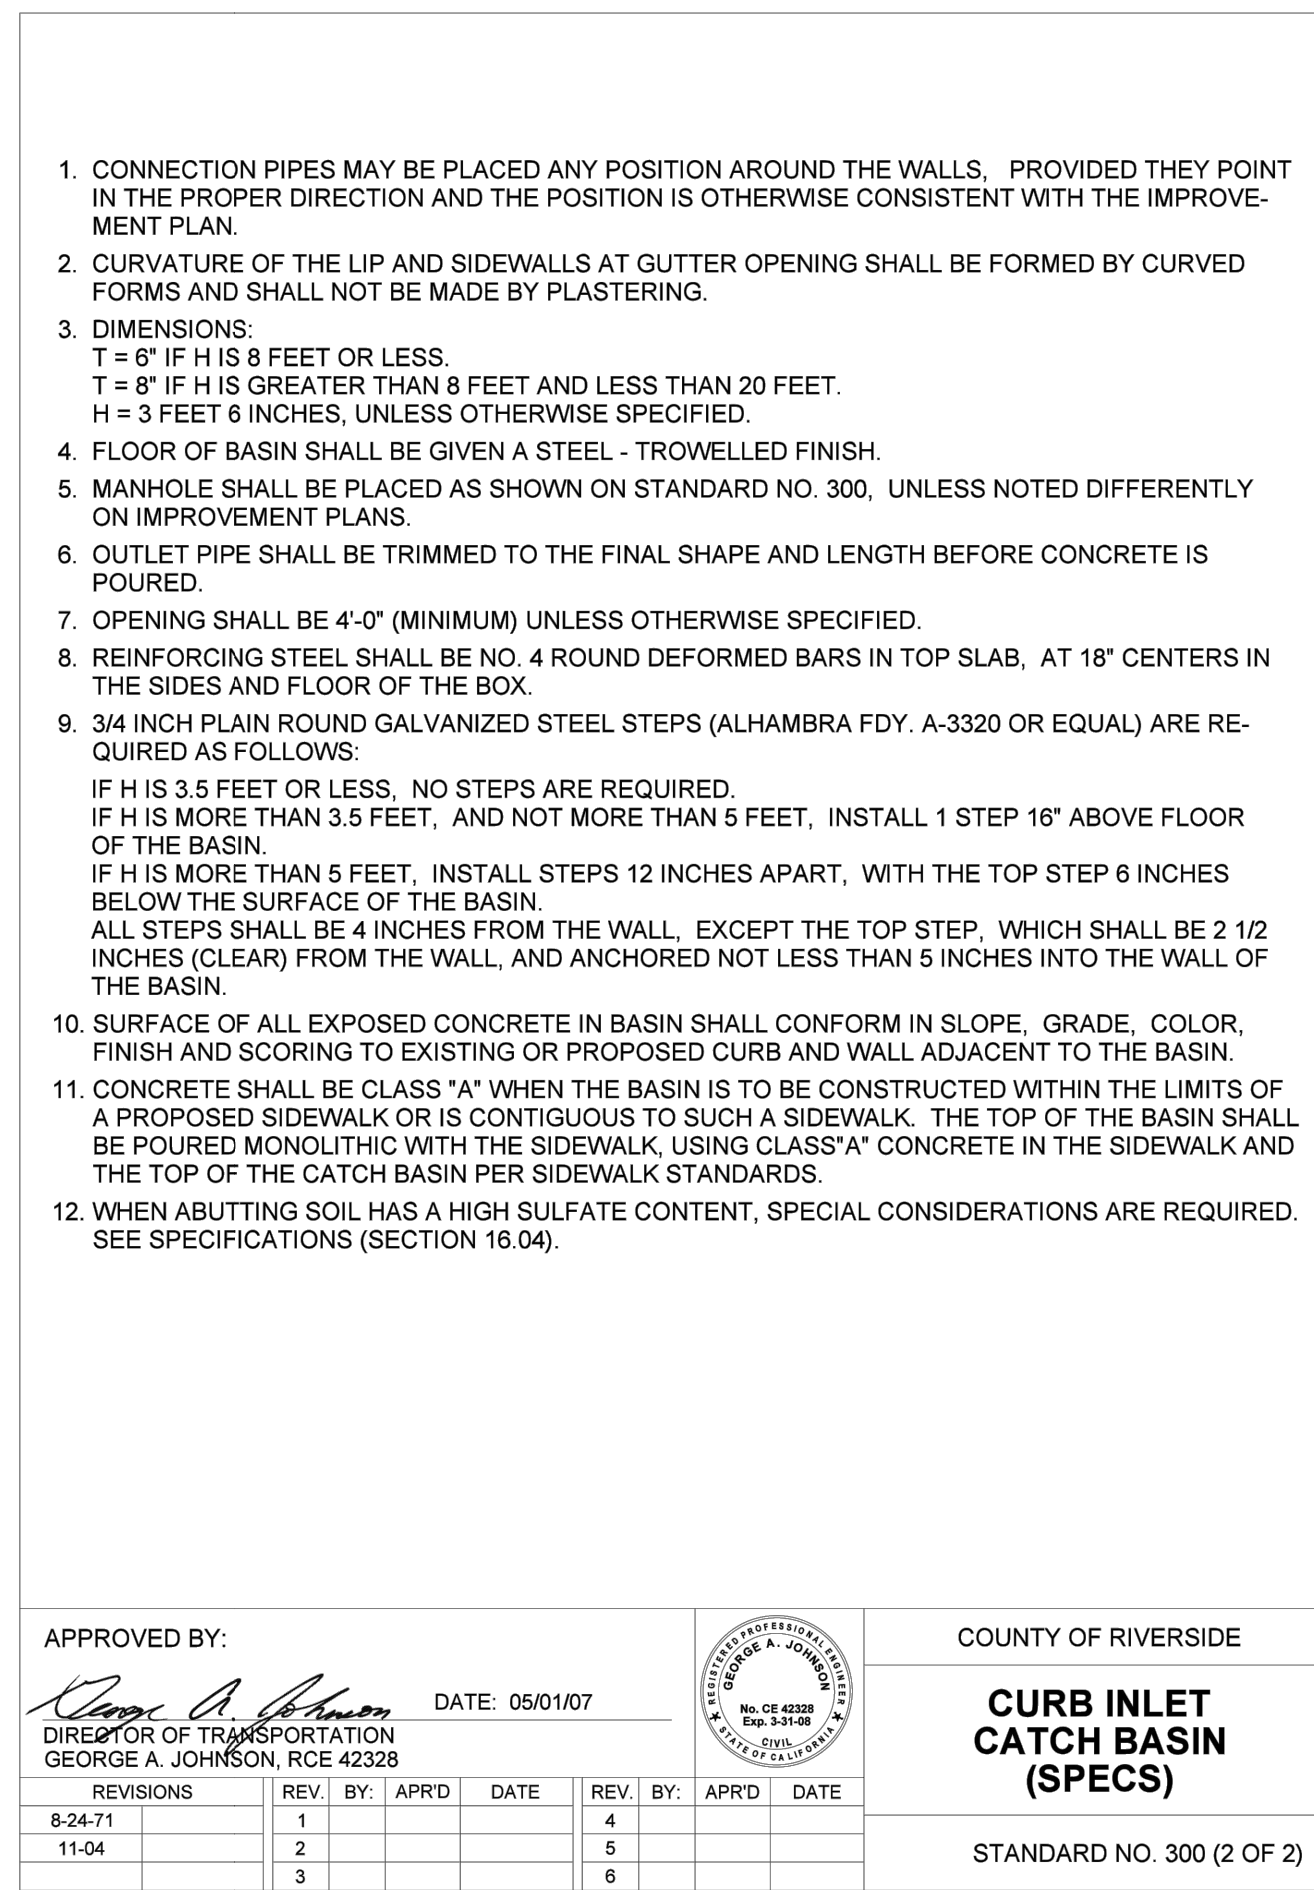 1. CONNECTION PIPES MAY BE PLACED ANY POSITION AROUND THE WALLS, PROVIDED THEY POINT
IN THE PROPER DIRECTION AND THE POSITION IS OTHERWISE CONSISTENT WITH THE IMPROVE-
MENT PLAN.
2. CURVATURE OF THE LIP AND SIDEWALLS AT GUTTER OPENING SHALL BE FORMED BY CURVED
FORMS AND SHALL NOT BE MADE BY PLASTERING.
3. DIMENSIONS:
T = 6" IF H IS 8 FEET OR LESS.
T = 8" IF H IS GREATER THAN 8 FEET AND LESS THAN 20 FEET.
H = 3 FEET 6 INCHES, UNLESS OTHERWISE SPECIFIED.
4. FLOOR OF BASIN SHALL BE GIVEN A STEEL - TROWELLED FINISH.
5. MANHOLE SHALL BE PLACED AS SHOWN ON STANDARD NO. 300, UNLESS NOTED DIFFERENTLY
ON IMPROVEMENT PLANS.
6. OUTLET PIPE SHALL BE TRIMMED TO THE FINAL SHAPE AND LENGTH BEFORE CONCRETE IS
POURED.
7. OPENING SHALL BE 4'-0" (MINIMUM) UNLESS OTHERWISE SPECIFIED.
8. REINFORCING STEEL SHALL BE NO. 4 ROUND DEFORMED BARS IN TOP SLAB, AT 18" CENTERS IN
THE SIDES AND FLOOR OF THE BOX.
9. 3/4 INCH PLAIN ROUND GALVANIZED STEEL STEPS (ALHAMBRA FDY. A-3320 OR EQUAL) ARE RE-
QUIRED AS FOLLOWS:
IF H IS 3.5 FEET OR LESS, NO STEPS ARE REQUIRED.
IF H IS MORE THAN 3.5 FEET, AND NOT MORE THAN 5 FEET, INSTALL 1 STEP 16" ABOVE FLOOR
OF THE BASIN.
IF H IS MORE THAN 5 FEET, INSTALL STEPS 12 INCHES APART, WITH THE TOP STEP 6 INCHES
BELOW THE SURFACE OF THE BASIN.
ALL STEPS SHALL BE 4 INCHES FROM THE WALL, EXCEPT THE TOP STEP, WHICH SHALL BE 2 1/2
INCHES (CLEAR) FROM THE WALL, AND ANCHORED NOT LESS THAN 5 INCHES INTO THE WALL OF
THE BASIN.
10. SURFACE OF ALL EXPOSED CONCRETE IN BASIN SHALL CONFORM IN SLOPE, GRADE, COLOR,
FINISH AND SCORING TO EXISTING OR PROPOSED CURB AND WALL ADJACENT TO THE BASIN.
11. CONCRETE SHALL BE CLASS "A" WHEN THE BASIN IS TO BE CONSTRUCTED WITHIN THE LIMITS OF
A PROPOSED SIDEWALK OR IS CONTIGUOUS TO SUCH A SIDEWALK. THE TOP OF THE BASIN SHALL
BE POURED MONOLITHIC WITH THE SIDEWALK, USING CLASS"A" CONCRETE IN THE SIDEWALK AND
THE TOP OF THE CATCH BASIN PER SIDEWALK STANDARDS.
12. WHEN ABUTTING SOIL HAS A HIGH SULFATE CONTENT, SPECIAL CONSIDERATIONS ARE REQUIRED.
SEE SPECIFICATIONS (SECTION 16.04).
APPROVED BY:
George A. Johnson DATE: 05/01/07
DIRECTOR OF TRANSPORTATION
GEORGE A. JOHNSON, RCE 42328
REGISTERED PROFESSIONAL ENGINEER
GEORGE A. JOHNSON
No. CE 42328
Exp. 3-31-08
CIVIL
STATE OF CALIFORNIA
COUNTY OF RIVERSIDE
CURB INLET
CATCH BASIN
(SPECS)
STANDARD NO. 300 (2 OF 2)
REVISIONS REV. BY: APR'D DATE REV. BY: APR'D DATE
8-24-71 1 4
11-04 2 5
3 6